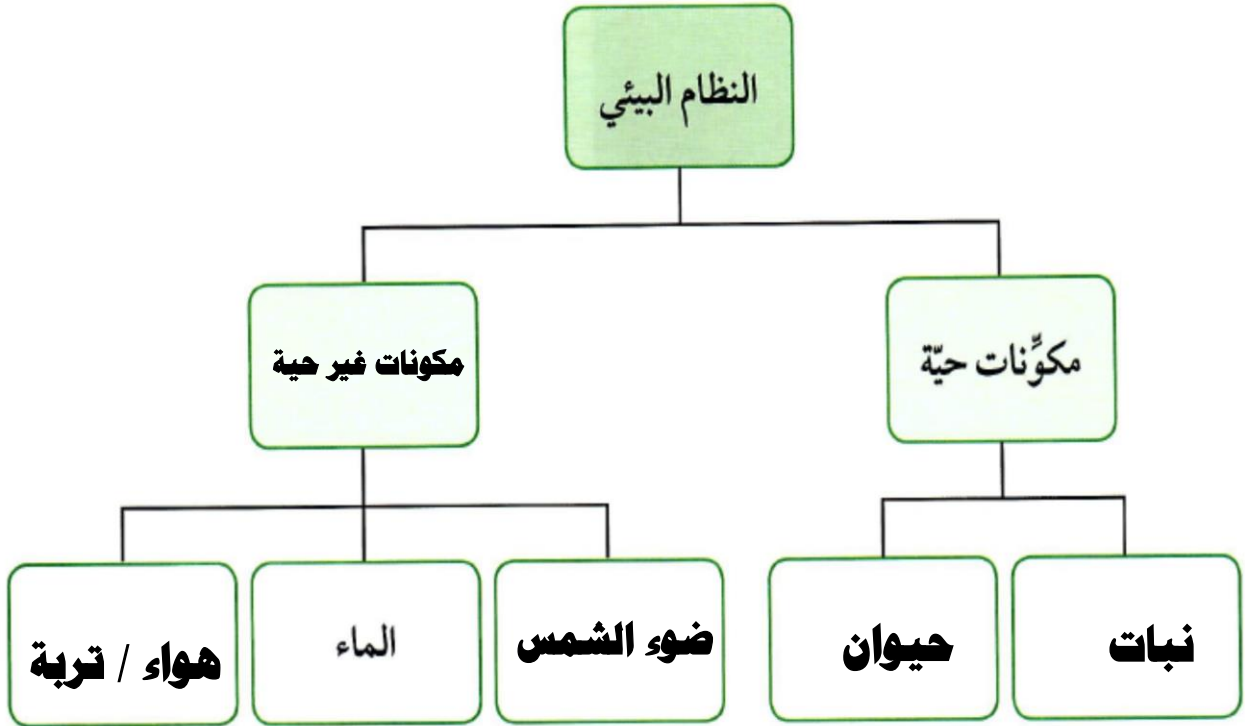 النظام البيئي
مكوِّنات حيّة
مكونات غير حية
نبات
حيوان
ضوء الشمس
الماء
هواء / تربة